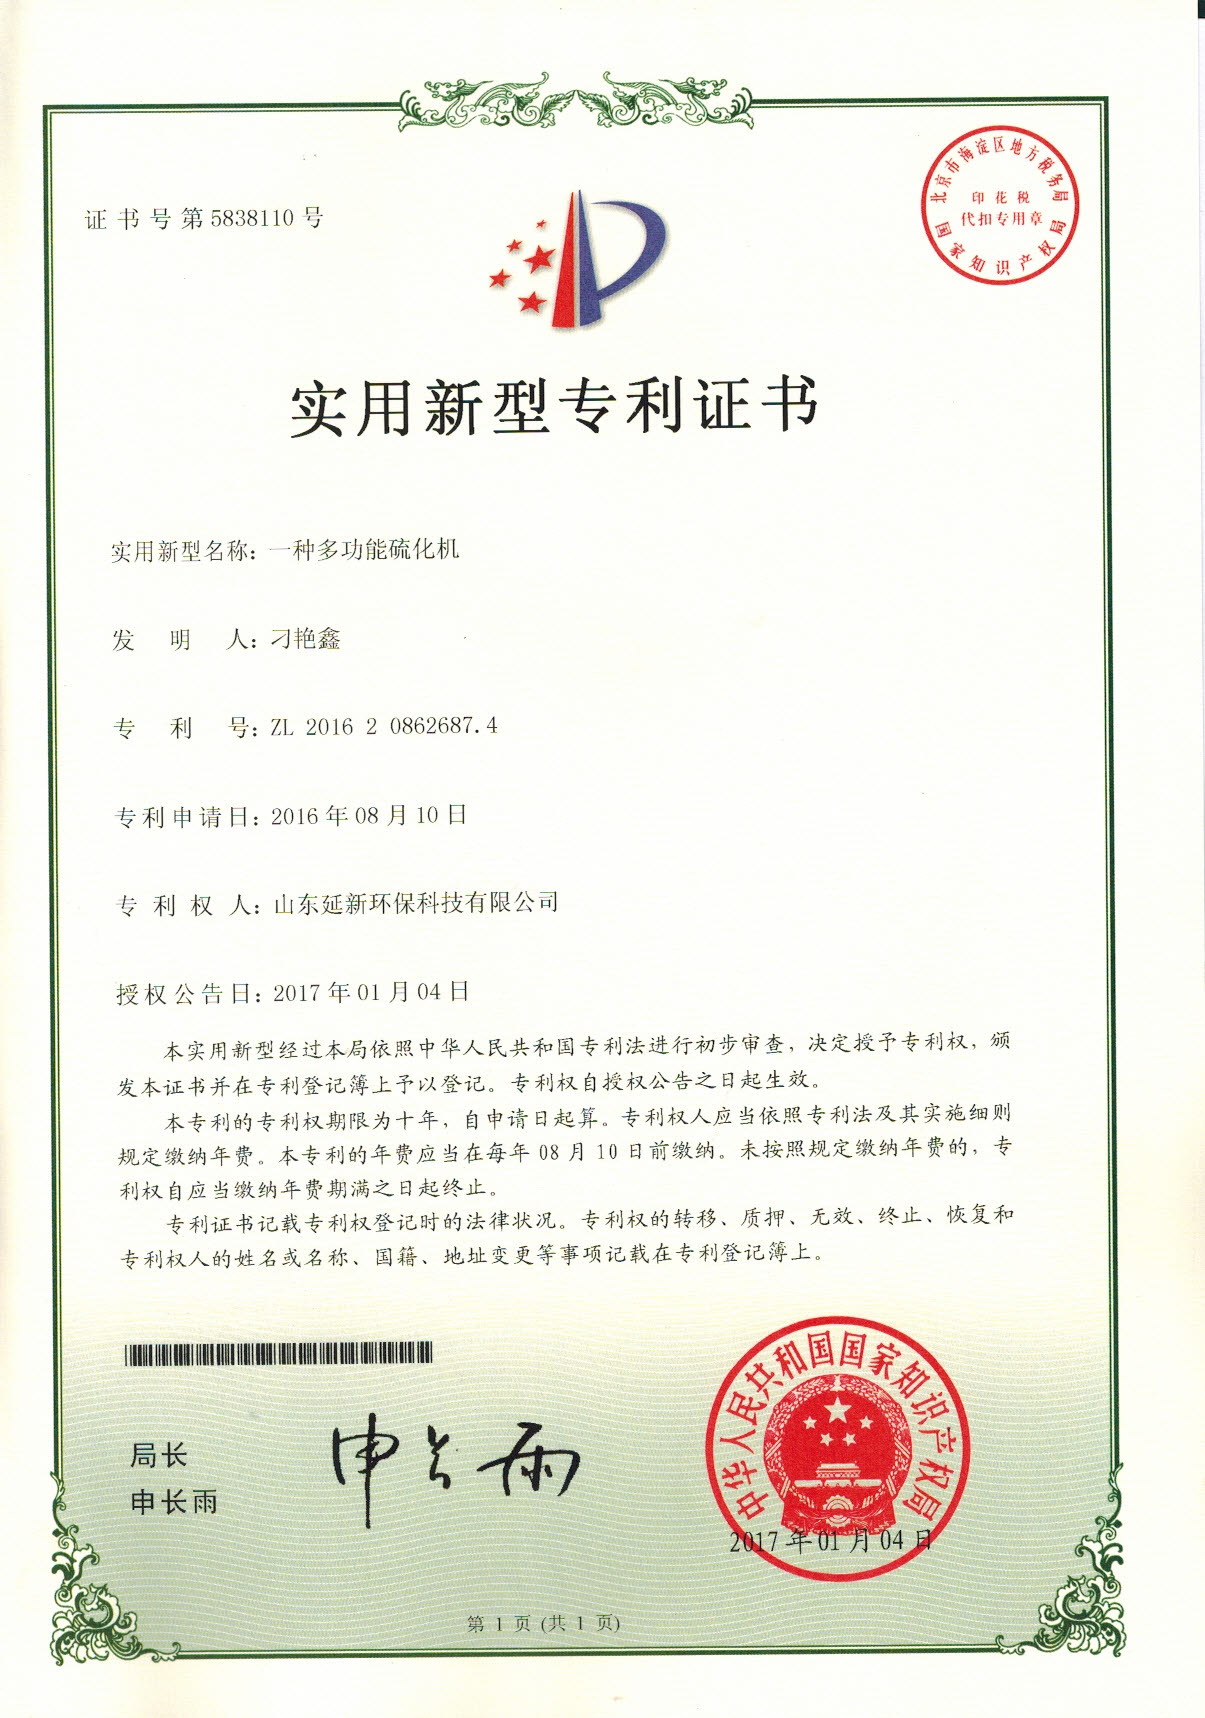 证书号第5838110号
北京市海淀区地方税务局
印花税
代扣专用章
国家知识产权局
实用新型专利证书
实用新型名称：一种多功能硫化机
发明人：刁艳鑫
专利号：ZL 2016 2 0862687.4
专利申请日：2016年08月10日
专利权人：山东延新环保科技有限公司
授权公告日：2017年01月04日
本实用新型经过本局依照中华人民共和国专利法进行初步审查，决定授予专利权，颁
发本证书并在专利登记簿上予以登记。专利权自授权公告之日起生效。
本专利的专利权期限为十年，自申请日起算。专利权人应当依照专利法及其实施细则
规定缴纳年费。本专利的年费应当在每年08月10日前缴纳。未按照规定缴纳年费的，专
利权自应当缴纳年费期满之日起终止。
专利证书记载专利权登记时的法律状况。专利权的转移、质押、无效、终止、恢复和
专利权人的姓名或名称、国籍、地址变更等事项记载在专利登记簿上。
局长
申长雨
申长雨
中华人民共和国国家知识产权局
2017年01月04日
第1页(共1页)